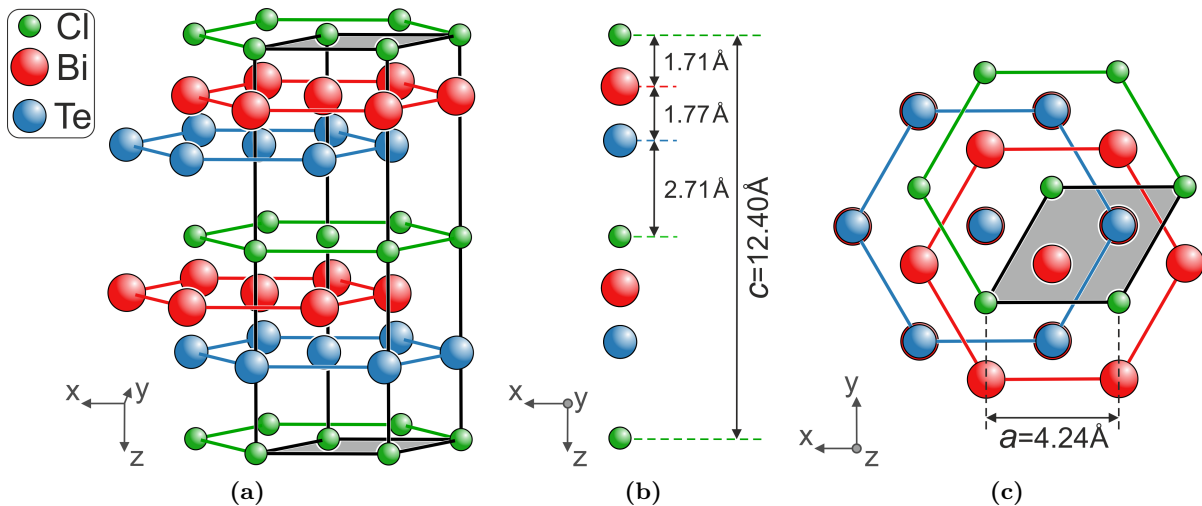 Cl
Bi
Te
x
y
z
(a)
1.71Å
1.77Å
2.71Å
c=12.40Å
x
y
z
(b)
y
x
z
a=4.24Å
(c)